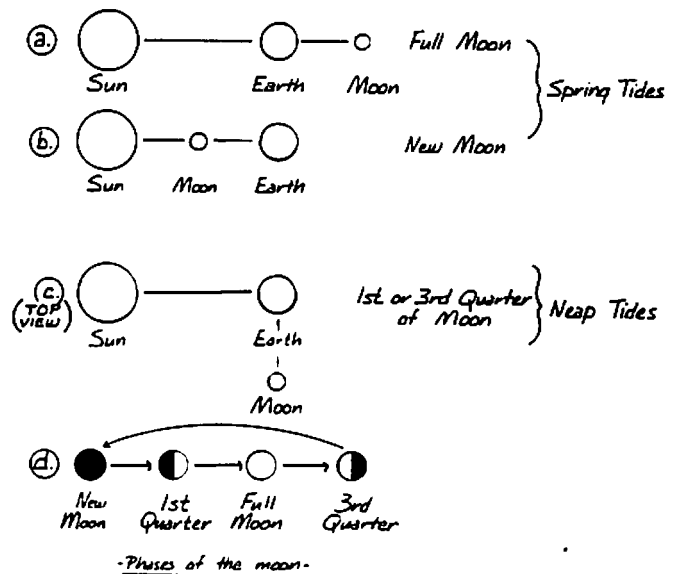 a.
Full Moon
Sun Earth Moon
Spring Tides
b.
New Moon
Sun Moon Earth
c.
(TOP VIEW)
1st or 3rd Quarter
of Moon
Neap Tides
Sun Earth
Moon
d.
New Moon
1st Quarter
Full Moon
3rd Quarter
-Phases of the moon-